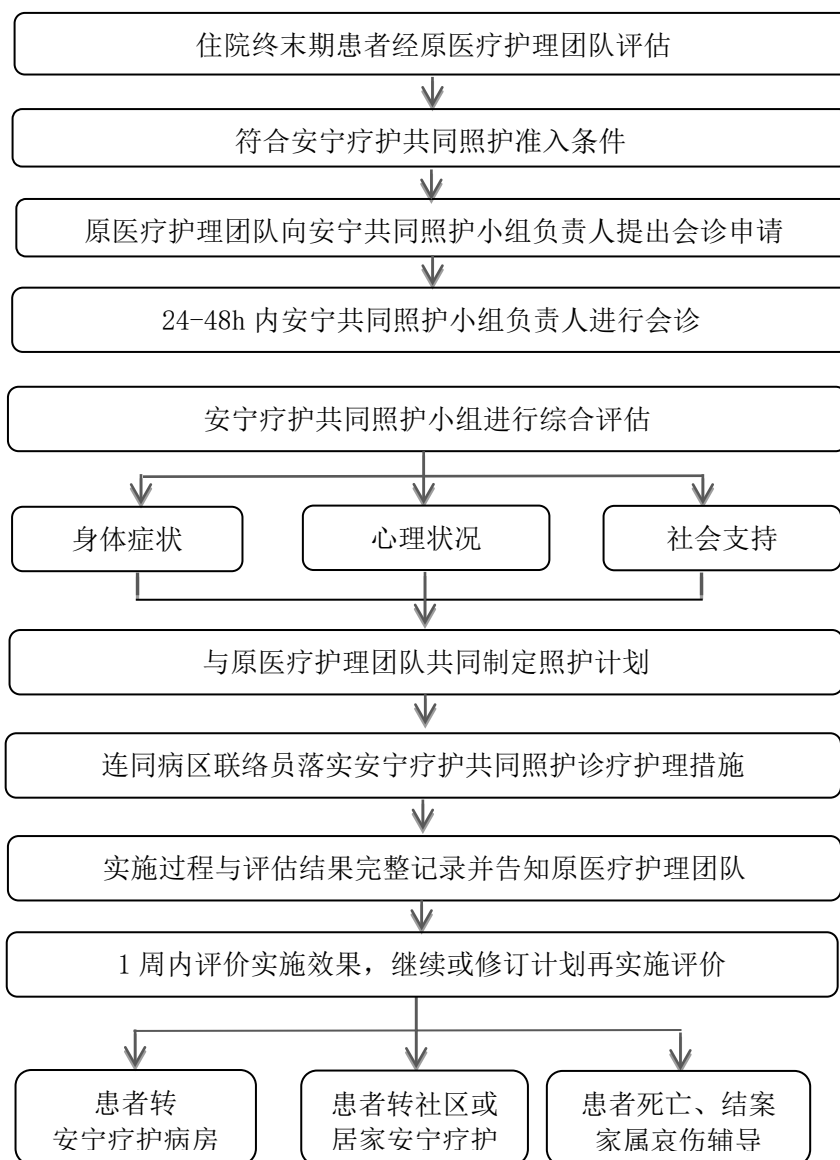 住院终末期患者经原医疗护理团队评估
符合安宁疗护共同照护准入条件
原医疗护理团队向安宁共同照护小组负责人提出会诊申请
24-48h 内安宁共同照护小组负责人进行会诊
安宁疗护共同照护小组进行综合评估
身体症状
心理状况
社会支持
与原医疗护理团队共同制定照护计划
连同病区联络员落实安宁疗护共同照护诊疗护理措施
实施过程与评估结果完整记录并告知原医疗护理团队
1 周内评价实施效果，继续或修订计划再实施评价
患者转
安宁疗护病房
患者转社区或
居家安宁疗护
患者死亡、结案
家属哀伤辅导